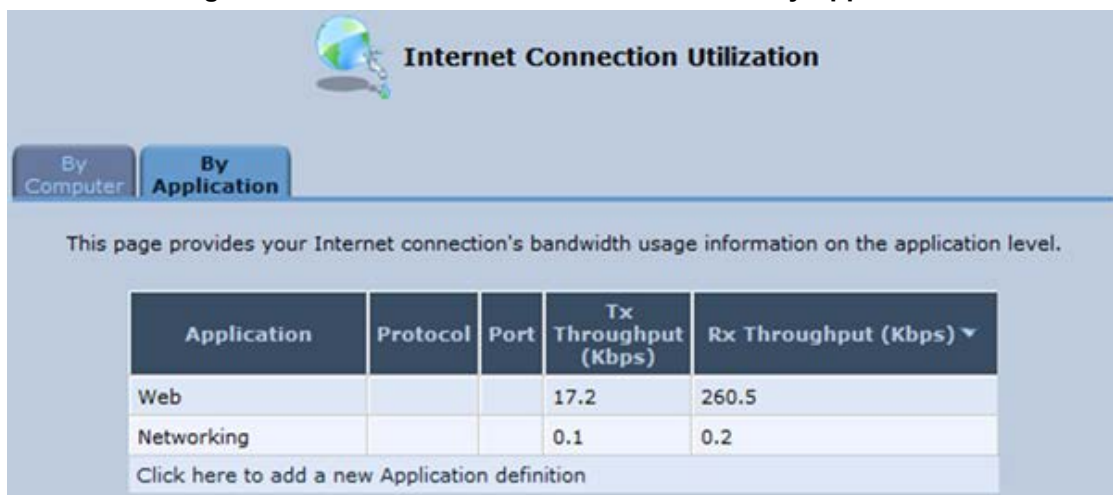 Internet Connection Utilization
By
Computer
By
Application
This page provides your Internet connection's bandwidth usage information on the application level.
Application Protocol Port Tx Throughput (Kbps) Rx Throughput (Kbps)
Web 17.2 260.5
Networking 0.1 0.2
Click here to add a new Application definition